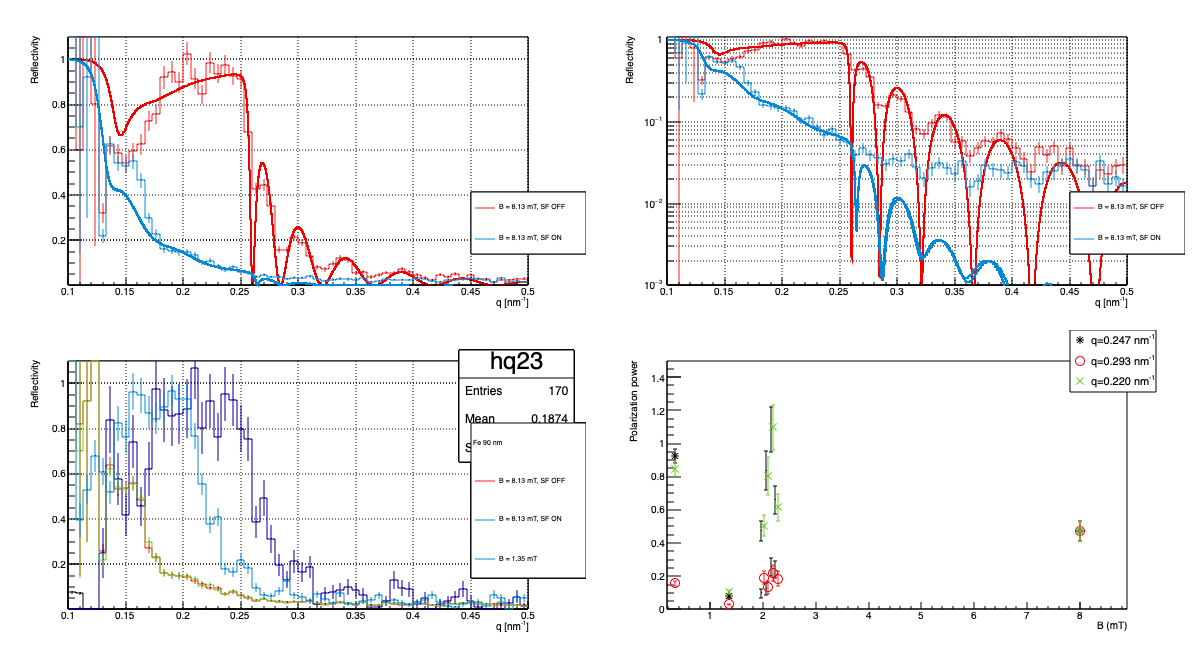 Reflectivity
1
0.8
0.6
0.4
0.2
0.1
0.15
0.2
0.25
0.3
0.35
0.4
0.45
0.5
q [nm⁻¹]
B = 8.13 mT, SF OFF
B = 8.13 mT, SF ON
Reflectivity
1
10⁻¹
10⁻²
10⁻³
0.1
0.15
0.2
0.25
0.3
0.35
0.4
0.45
0.5
q [nm⁻¹]
B = 8.13 mT, SF OFF
B = 8.13 mT, SF ON
Reflectivity
1
0.8
0.6
0.4
0.2
0.1
0.15
0.2
0.25
0.3
0.35
0.4
0.45
0.5
q [nm⁻¹]
hq23
Entries 170
Mean 0.1874
Fe 90 nm
B = 8.13 mT, SF OFF
B = 8.13 mT, SF ON
B = 1.35 mT
Polarization power
1.4
1.2
1
0.8
0.6
0.4
0.2
0
1
2
3
4
5
6
7
8
B (mT)
q=0.247 nm⁻¹
q=0.293 nm⁻¹
q=0.220 nm⁻¹